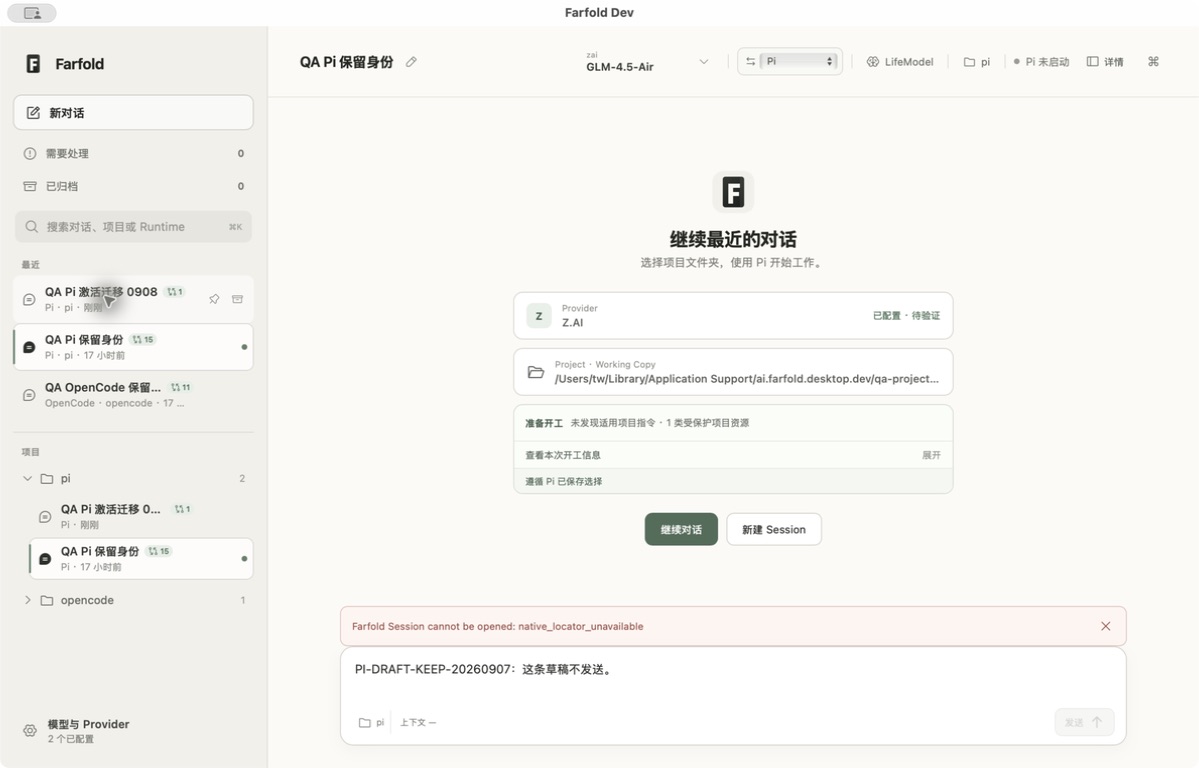 Farfold Dev
Farfold
新对话
需要处理 0
已归档 0
搜索对话、项目或 Runtime ⌘K
最近
QA Pi 激活迁移 0908 1
Pi · pi · 刚刚
QA Pi 保留身份 15
Pi · pi · 17 小时前
QA OpenCode 保留... 11
OpenCode · opencode · 17 ...
项目
pi 2
QA Pi 激活迁移 0... 1
Pi · 刚刚
QA Pi 保留身份 15
Pi · 17 小时前
opencode 1
模型与 Provider
2 个已配置
QA Pi 保留身份
zai
GLM-4.5-Air
Pi
LifeModel
pi
Pi 未启动
详情
⌘
F
继续最近的对话
选择项目文件夹，使用 Pi 开始工作。
Z
Provider
Z.AI
已配置 · 待验证
Project · Working Copy
/Users/tw/Library/Application Support/ai.farfold.desktop.dev/qa-project...
准备开工 未发现适用项目指令 · 1 类受保护项目资源
查看本次开工信息 展开
遵循 Pi 已保存选择
继续对话 新建 Session
Farfold Session cannot be opened: native_locator_unavailable
PI-DRAFT-KEEP-20260907：这条草稿不发送。
pi 上下文 — 发送